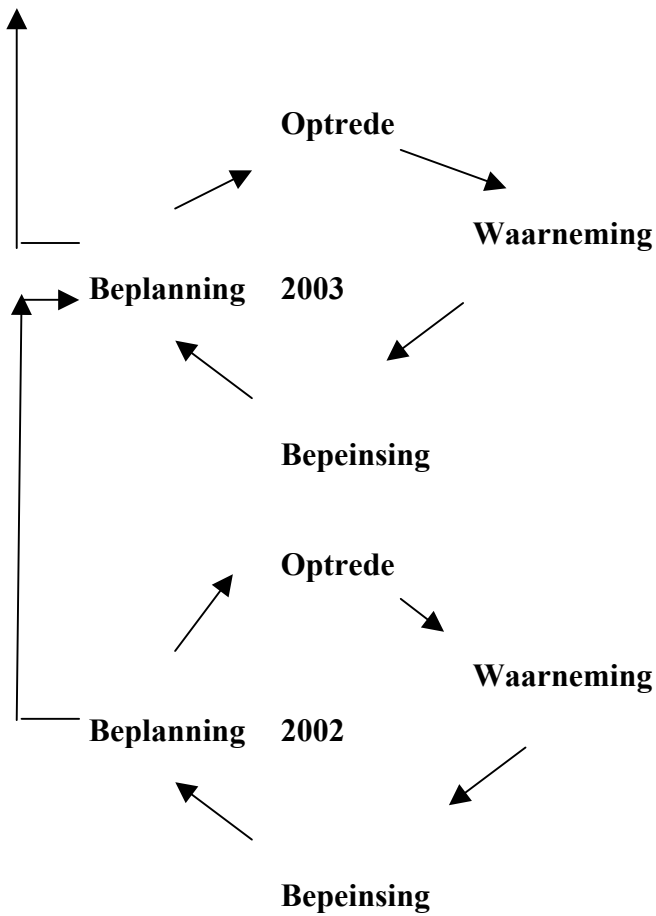 Optrede
Waarneming
Beplanning 2003
Bepeinsing
Optrede
Waarneming
Beplanning 2002
Bepeinsing